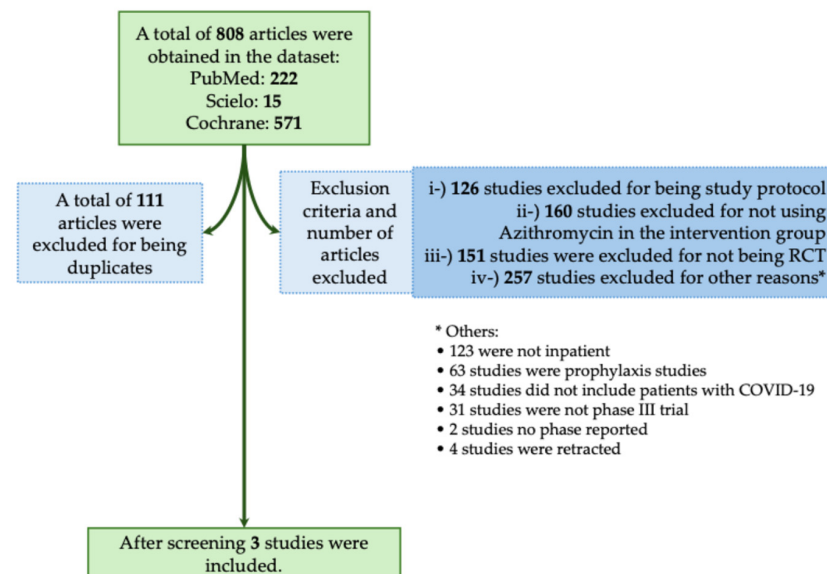 A total of 808 articles were
obtained in the dataset:
PubMed: 222
Scielo: 15
Cochrane: 571
A total of 111
articles were
excluded for being
duplicates
Exclusion
criteria and
number of
articles
excluded
i-) 126 studies excluded for being study protocol
ii-) 160 studies excluded for not using
Azithromycin in the intervention group
iii-) 151 studies were excluded for not being RCT
iv-) 257 studies excluded for other reasons*
* Others:
• 123 were not inpatient
• 63 studies were prophylaxis studies
• 34 studies did not include patients with COVID-19
• 31 studies were not phase III trial
• 2 studies no phase reported
• 4 studies were retracted
After screening 3 studies were
included.